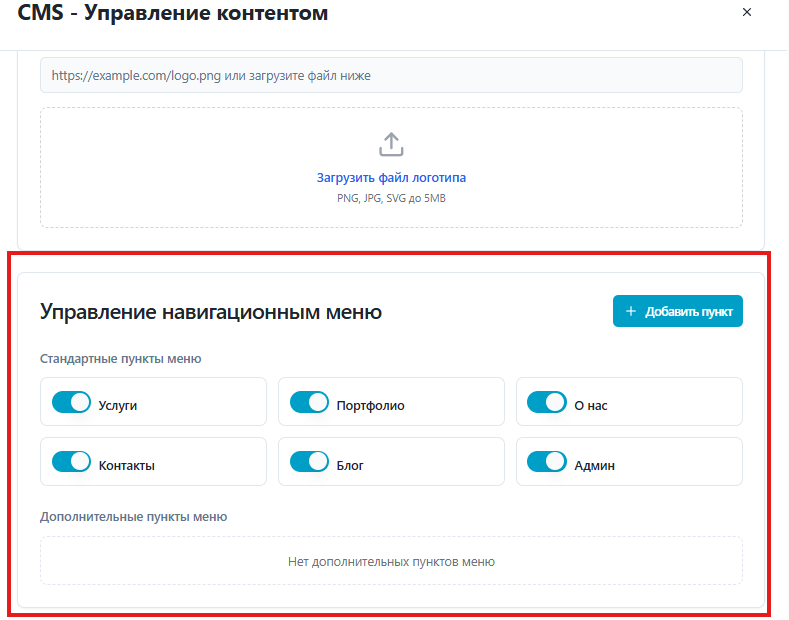 CMS - Управление контентом
https://example.com/logo.png или загрузите файл ниже
Загрузить файл логотипа
PNG, JPG, SVG до 5MB
Управление навигационным меню
+ Добавить пункт
Стандартные пункты меню
Услуги
Портфолио
О нас
Контакты
Блог
Админ
Дополнительные пункты меню
Нет дополнительных пунктов меню